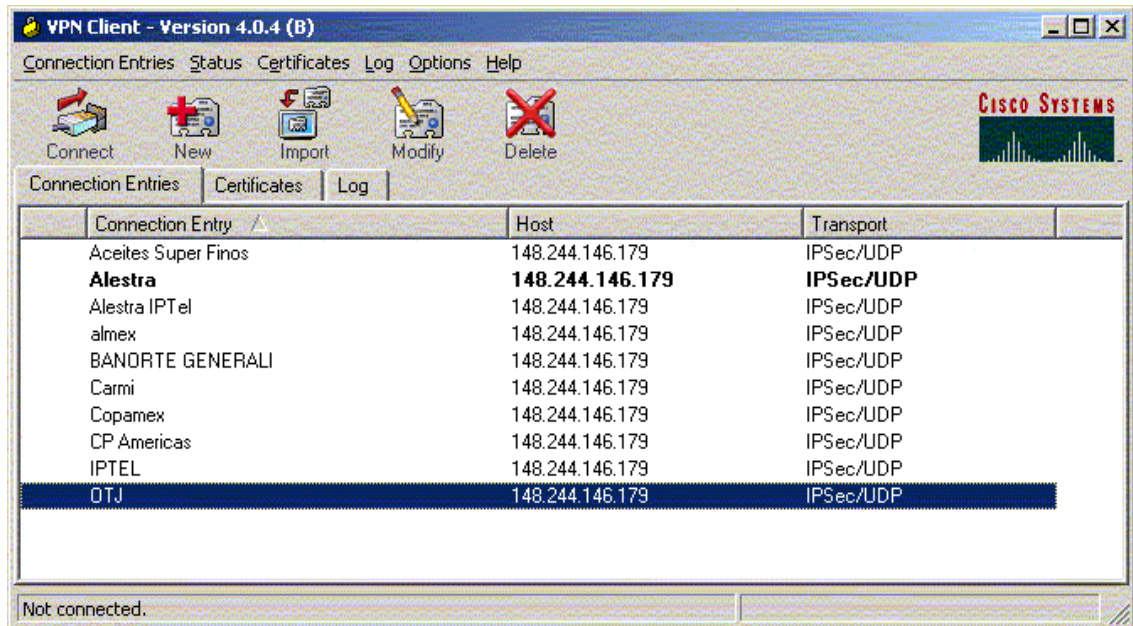 VPN Client - Version 4.0.4 (B)
Connection Entries Status Certificates Log Options Help
Connect New Import Modify Delete
CISCO SYSTEMS
Connection Entries Certificates Log
Connection Entry Host Transport
Aceites Super Finos 148.244.146.179 IPSec/UDP
Alestra 148.244.146.179 IPSec/UDP
Alestra IPTel 148.244.146.179 IPSec/UDP
almex 148.244.146.179 IPSec/UDP
BANORTE GENERALI 148.244.146.179 IPSec/UDP
Carmi 148.244.146.179 IPSec/UDP
Copamex 148.244.146.179 IPSec/UDP
CP Americas 148.244.146.179 IPSec/UDP
IPTEL 148.244.146.179 IPSec/UDP
OTJ 148.244.146.179 IPSec/UDP
Not connected.